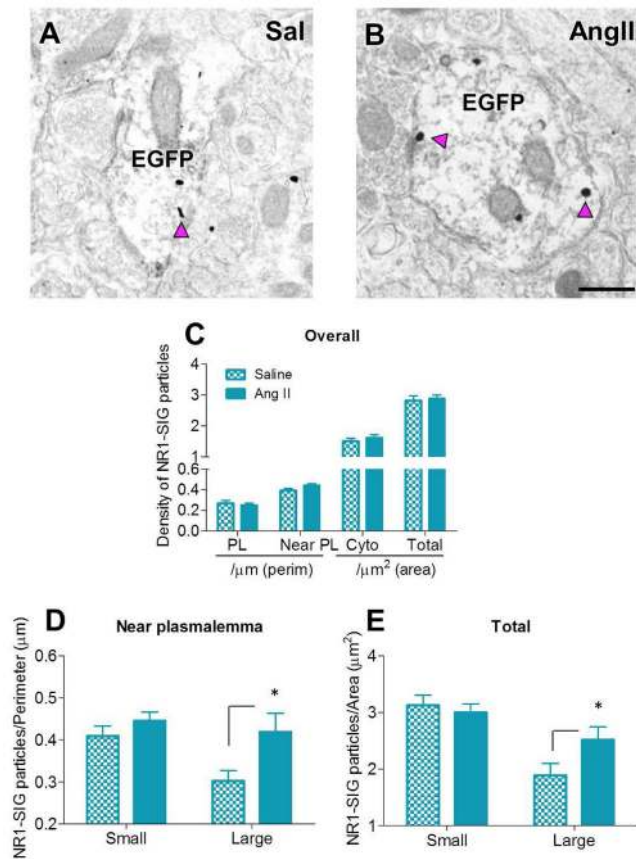 A
Sal
EGFP
B
AngII
EGFP
C
Overall
Density of NR1-SIG particles
4
3
2
1
0.6
0.4
0.2
0.0
Saline
Ang II
PL
Near PL
Cyto
Total
/μm (perim)
/μm² (area)
D
Near plasmalemma
NR1-SIG particles/Perimeter (μm)
0.6
0.5
0.4
0.3
0.2
*
Small
Large
E
Total
NR1-SIG particles/Area (μm²)
4
3
2
1
*
Small
Large